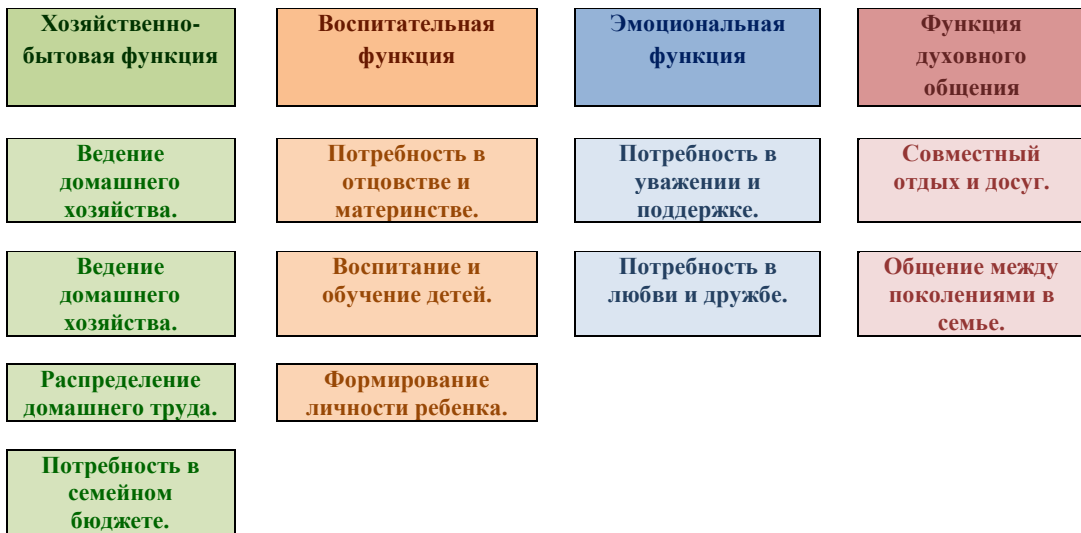 Хозяйственно-
бытовая функция
Воспитательная
функция
Эмоциональная
функция
Функция
духовного
общения
Ведение
домашнего
хозяйства.
Потребность в
отцовстве и
материнстве.
Потребность в
уважении и
поддержке.
Совместный
отдых и досуг.
Ведение
домашнего
хозяйства.
Воспитание и
обучение детей.
Потребность в
любви и дружбе.
Общение между
поколениями в
семье.
Распределение
домашнего труда.
Формирование
личности ребенка.
Потребность в
семейном
бюджете.